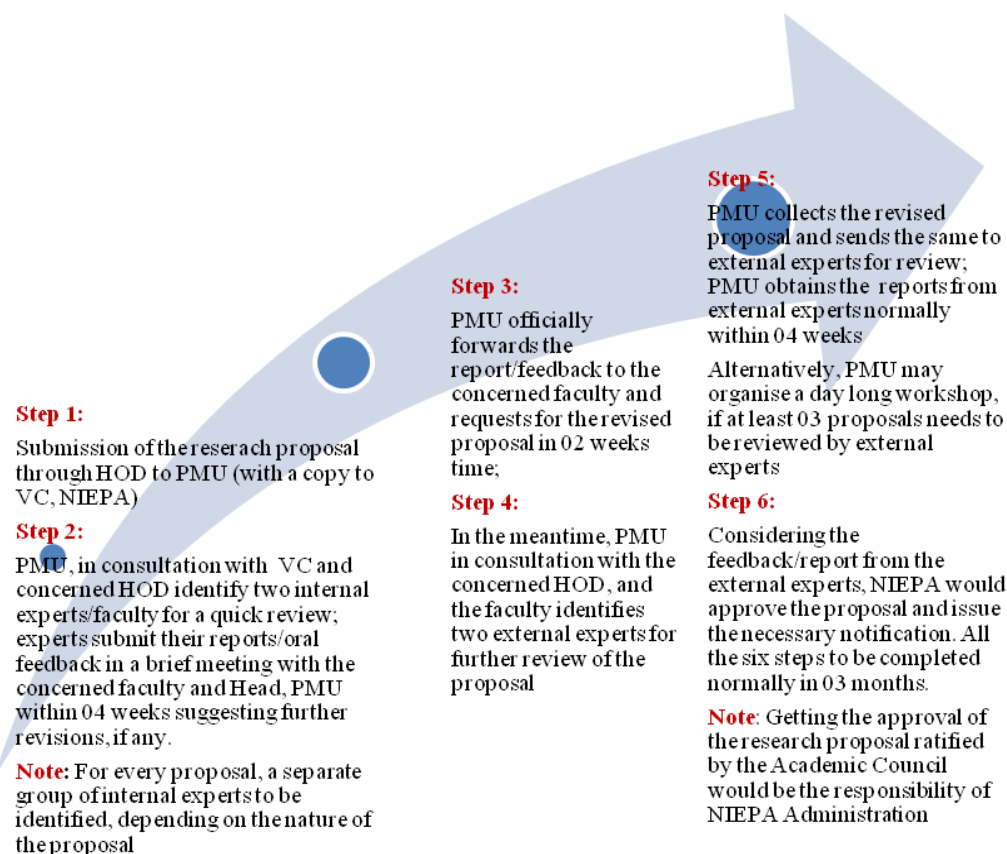 Step 1:
Submission of the reserach proposal
through HOD to PMU (with a copy to
VC, NIEPA)
Step 2:
PMU, in consultation with VC and
concerned HOD identify two internal
experts/faculty for a quick review;
experts submit their reports/oral
feedback in a brief meeting with the
concerned faculty and Head, PMU
within 04 weeks suggesting further
revisions, if any.
Note: For every proposal, a separate
group of internal experts to be
identified, depending on the nature of
the proposal
Step 3:
PMU officially
forwards the
report/feedback to the
concerned faculty and
requests for the revised
proposal in 02 weeks
time;
Step 4:
In the meantime, PMU
in consultation with the
concerned HOD, and
the faculty identifies
two external experts for
further review of the
proposal
Step 5:
PMU collects the revised
proposal and sends the same to
external experts for review;
PMU obtains the reports from
external experts normally
within 04 weeks
Alternatively, PMU may
organise a day long workshop,
if at least 03 proposals needs to
be reviewed by external
experts
Step 6:
Considering the
feedback/report from the
external experts, NIEPA would
approve the proposal and issue
the necessary notification. All
the six steps to be completed
normally in 03 months.
Note: Getting the approval of
the research proposal ratified
by the Academic Council
would be the responsibility of
NIEPA Administration